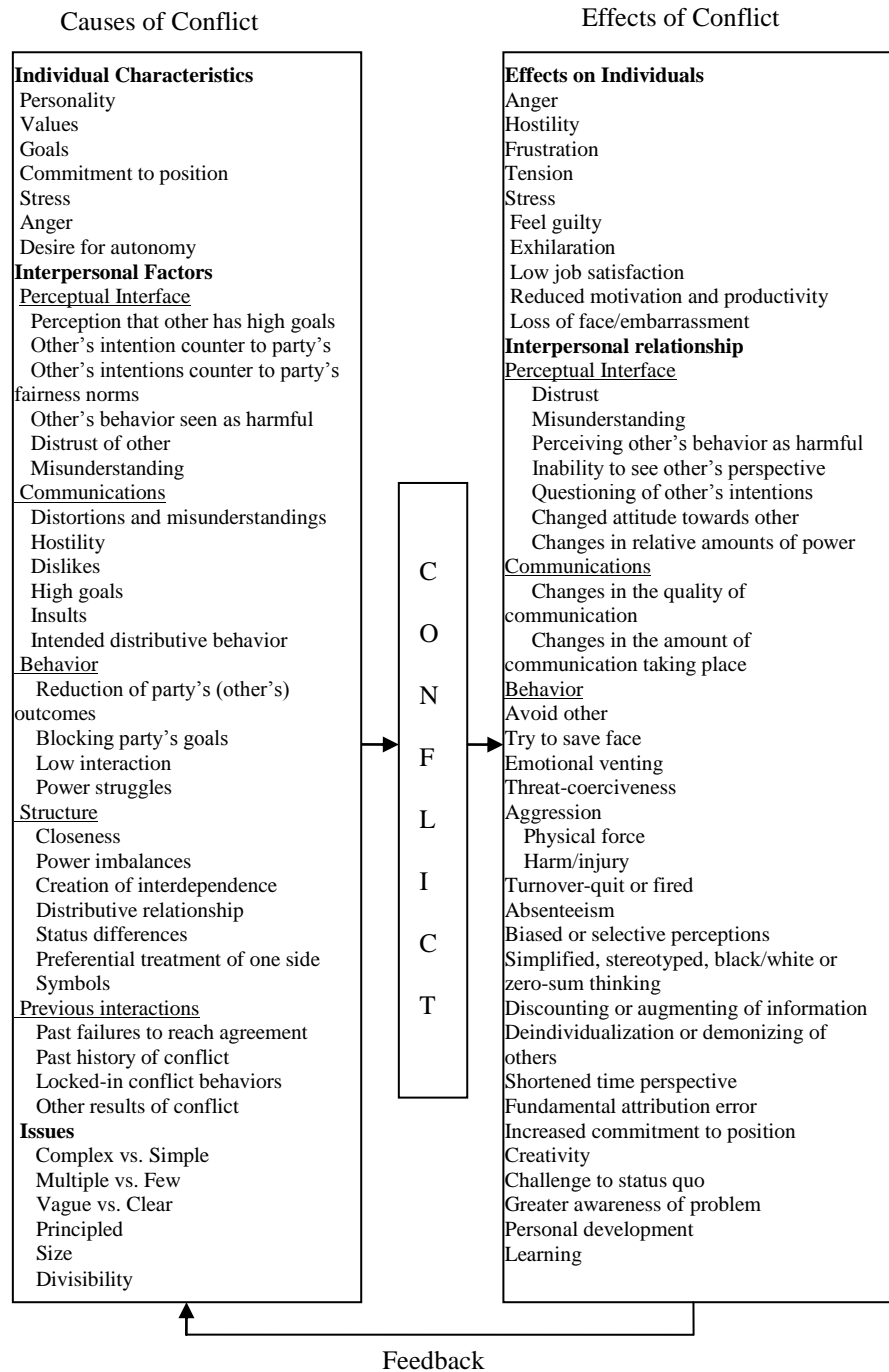 Causes of Conflict
Individual Characteristics
Personality
Values
Goals
Commitment to position
Stress
Anger
Desire for autonomy
Interpersonal Factors
Perceptual Interface
Perception that other has high goals
Other's intention counter to party's
Other's intentions counter to party's
fairness norms
Other's behavior seen as harmful
Distrust of other
Misunderstanding
Communications
Distortions and misunderstandings
Hostility
Dislikes
High goals
Insults
Intended distributive behavior
Behavior
Reduction of party's (other's)
outcomes
Blocking party's goals
Low interaction
Power struggles
Structure
Closeness
Power imbalances
Creation of interdependence
Distributive relationship
Status differences
Preferential treatment of one side
Symbols
Previous interactions
Past failures to reach agreement
Past history of conflict
Locked-in conflict behaviors
Other results of conflict
Issues
Complex vs. Simple
Multiple vs. Few
Vague vs. Clear
Principled
Size
Divisibility
C
O
N
F
L
I
C
T
Effects of Conflict
Effects on Individuals
Anger
Hostility
Frustration
Tension
Stress
Feel guilty
Exhilaration
Low job satisfaction
Reduced motivation and productivity
Loss of face/embarrassment
Interpersonal relationship
Perceptual Interface
Distrust
Misunderstanding
Perceiving other's behavior as harmful
Inability to see other's perspective
Questioning of other's intentions
Changed attitude towards other
Changes in relative amounts of power
Communications
Changes in the quality of
communication
Changes in the amount of
communication taking place
Behavior
Avoid other
Try to save face
Emotional venting
Threat-coerciveness
Aggression
Physical force
Harm/injury
Turnover-quit or fired
Absenteeism
Biased or selective perceptions
Simplified, stereotyped, black/white or
zero-sum thinking
Discounting or augmenting of information
Deindividualization or demonizing of
others
Shortened time perspective
Fundamental attribution error
Increased commitment to position
Creativity
Challenge to status quo
Greater awareness of problem
Personal development
Learning
Feedback